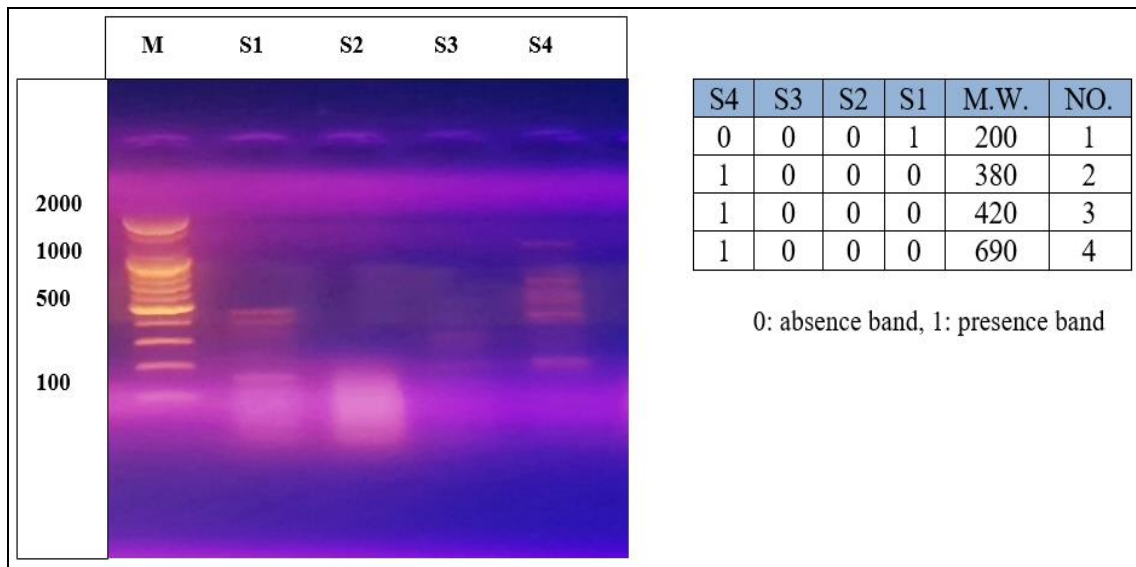 M S1 S2 S3 S4
2000
1000
500
100
S4 S3 S2 S1 M.W. NO.
0 0 0 1 200 1
1 0 0 0 380 2
1 0 0 0 420 3
1 0 0 0 690 4
0: absence band, 1: presence band